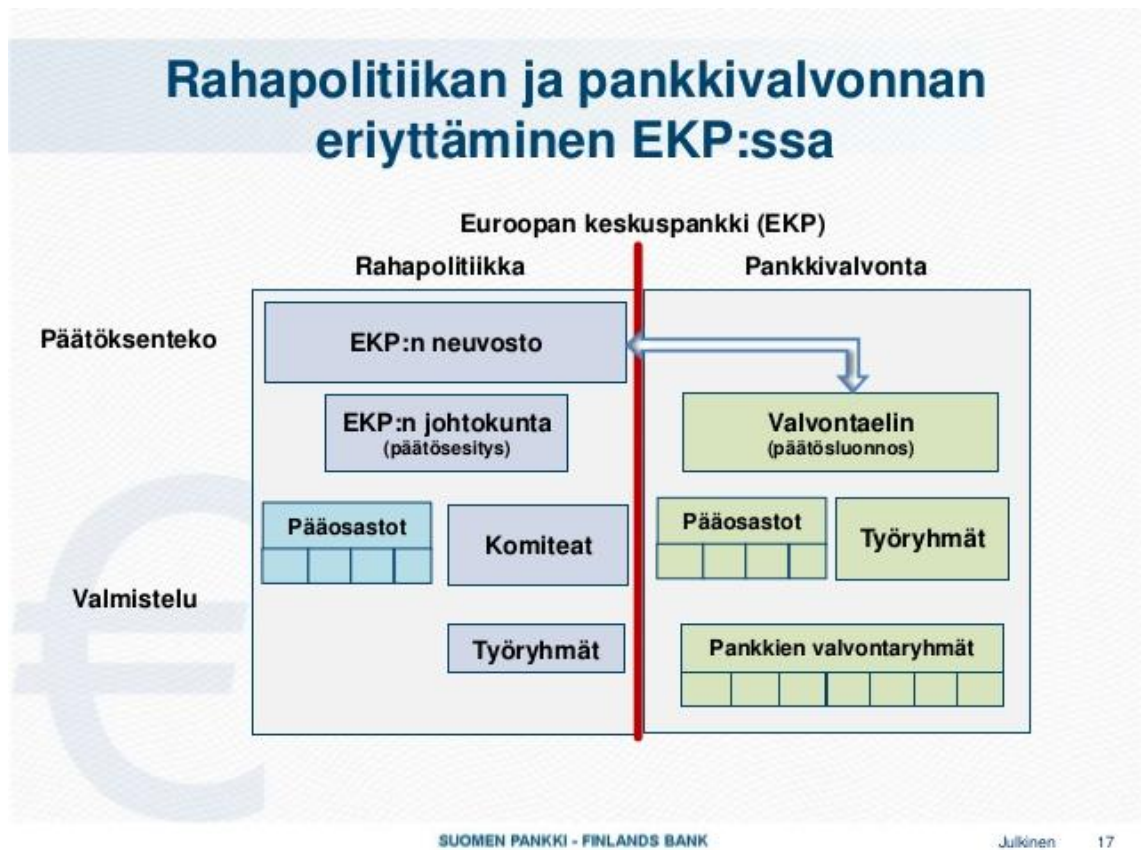 Rahapolitiikan ja pankkivalvonnan
eriyttäminen EKP:ssa
Euroopan keskuspankki (EKP)
Rahapolitiikka
Pankkivalvonta
Päätöksenteko
EKP:n neuvosto
EKP:n johtokunta
(päätösesitys)
Valvontaelin
(päätösluonnos)
Pääosastot
Komiteat
Pääosastot
Työryhmät
Valmistelu
Työryhmät
Pankkien valvontaryhmät
SUOMEN PANKKI - FINLANDS BANK
Julkinen
17